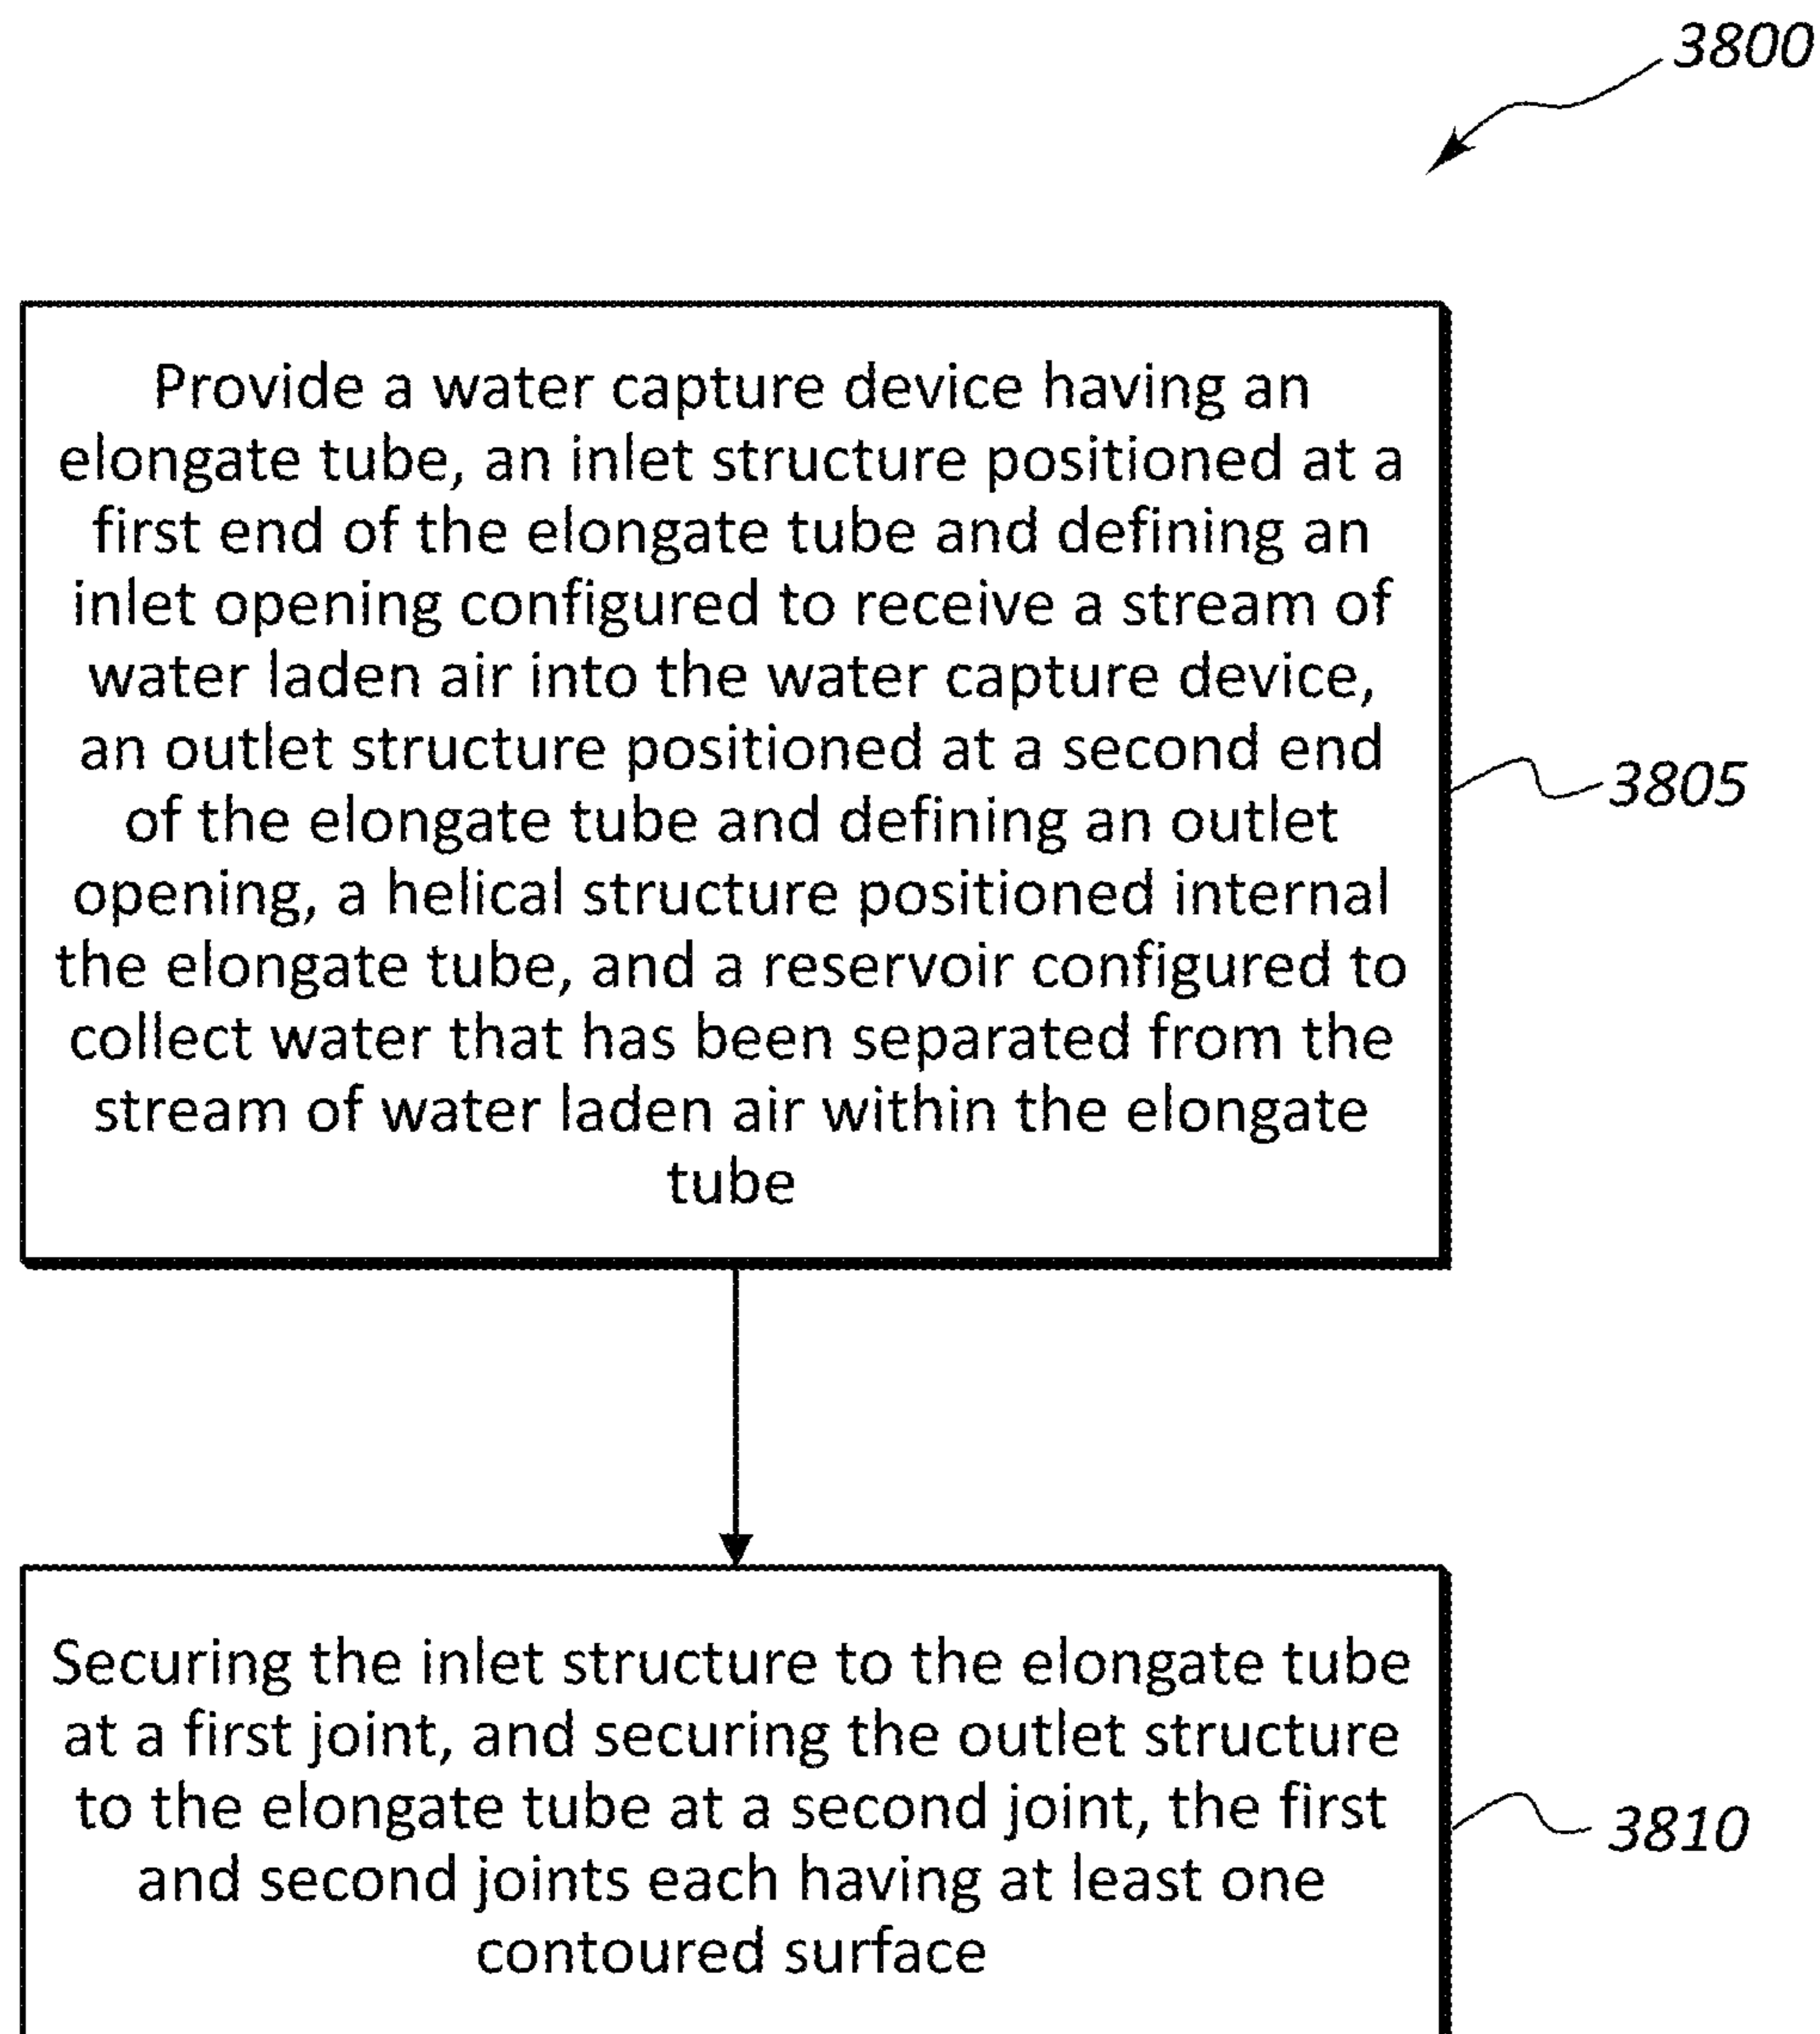 3800
Provide a water capture device having an
elongate tube, an inlet structure positioned at a
first end of the elongate tube and defining an
inlet opening configured to receive a stream of
water laden air into the water capture device,
an outlet structure positioned at a second end
of the elongate tube and defining an outlet
opening, a helical structure positioned internal
the elongate tube, and a reservoir configured to
collect water that has been separated from the
stream of water laden air within the elongate
tube
3805
Securing the inlet structure to the elongate tube
at a first joint, and securing the outlet structure
to the elongate tube at a second joint, the first
and second joints each having at least one
contoured surface
3810